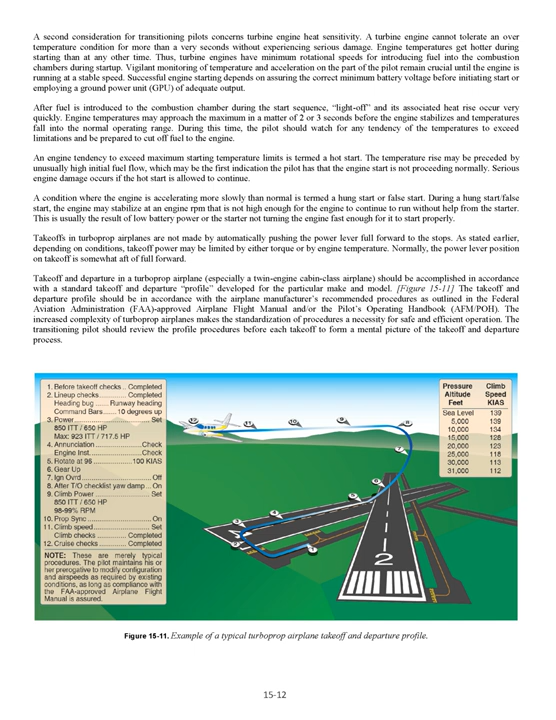 A second consideration for transitioning pilots concerns turbine engine heat sensitivity. A turbine engine cannot tolerate an over
temperature condition for more than a very seconds without experiencing serious damage. Engine temperatures get hotter during
starting than at any other time. Thus, turbine engines have minimum rotational speeds for introducing fuel into the combustion
chambers during startup. Vigilant monitoring of temperature and acceleration on the part of the pilot remain crucial until the engine is
running at a stable speed. Successful engine starting depends on assuring the correct minimum battery voltage before initiating start or
employing a ground power unit (GPU) of adequate output.
After fuel is introduced to the combustion chamber during the start sequence, “light-off” and its associated heat rise occur very
quickly. Engine temperatures may approach the maximum in a matter of 2 or 3 seconds before the engine stabilizes and temperatures
fall into the normal operating range. During this time, the pilot should watch for any tendency of the temperatures to exceed
limitations and be prepared to cut off fuel to the engine.
An engine tendency to exceed maximum starting temperature limits is termed a hot start. The temperature rise may be preceded by
unusually high initial fuel flow, which may be the first indication the pilot has that the engine start is not proceeding normally. Serious
engine damage occurs if the hot start is allowed to continue.
A condition where the engine is accelerating more slowly than normal is termed a hung start or false start. During a hung start/false
start, the engine may stabilize at an engine rpm that is not high enough for the engine to continue to run without help from the starter.
This is usually the result of low battery power or the starter not turning the engine fast enough for it to start properly.
Takeoffs in turboprop airplanes are not made by automatically pushing the power lever full forward to the stops. As stated earlier,
depending on conditions, takeoff power may be limited by either torque or by engine temperature. Normally, the power lever position
on takeoff is somewhat aft of full forward.
Takeoff and departure in a turboprop airplane (especially a twin-engine cabin-class airplane) should be accomplished in accordance
with a standard takeoff and departure “profile” developed for the particular make and model. [Figure 15-11] The takeoff and
departure profile should be in accordance with the airplane manufacturer’s recommended procedures as outlined in the Federal
Aviation Administration (FAA)-approved Airplane Flight Manual and/or the Pilot’s Operating Handbook (AFM/POH). The
increased complexity of turboprop airplanes makes the standardization of procedures a necessity for safe and efficient operation. The
transitioning pilot should review the profile procedures before each takeoff to form a mental picture of the takeoff and departure
process.
1. Before takeoff checks .. Completed
2. Lineup checks............ Completed
Heading bug ...... Runway heading
Command Bars...... 10 degrees up
3. Power................................ Set
850 ITT / 650 HP
Max: 923 ITT / 717.5 HP
4. Annunciation ....................Check
Engine Inst......................Check
5. Rotate at 96 ................100 KIAS
6. Gear Up
7. Ign Ovrd ............................. Off
8. After T/O checklist yaw damp ... On
9. Climb Power ...................... Set
850 ITT / 650 HP
98-99% RPM
10. Prop Sync ........................... On
11. Climb speed........................ Set
Climb checks ........... Completed
12. Cruise checks ........... Completed
NOTE: These are merely typical
procedures. The pilot maintains his or
her prerogative to modify configuration
and airspeeds as required by existing
conditions, as long as compliance with
the FAA-approved Airplane Flight
Manual is assured.
Pressure Altitude Feet Climb Speed KIAS
Sea Level 139
5,000 139
10,000 134
15,000 128
20,000 123
25,000 118
30,000 113
31,000 112
12 11 10 9 8
7
6
5
4
3
2
1
2
Figure 15-11. Example of a typical turboprop airplane takeoff and departure profile.
15-12